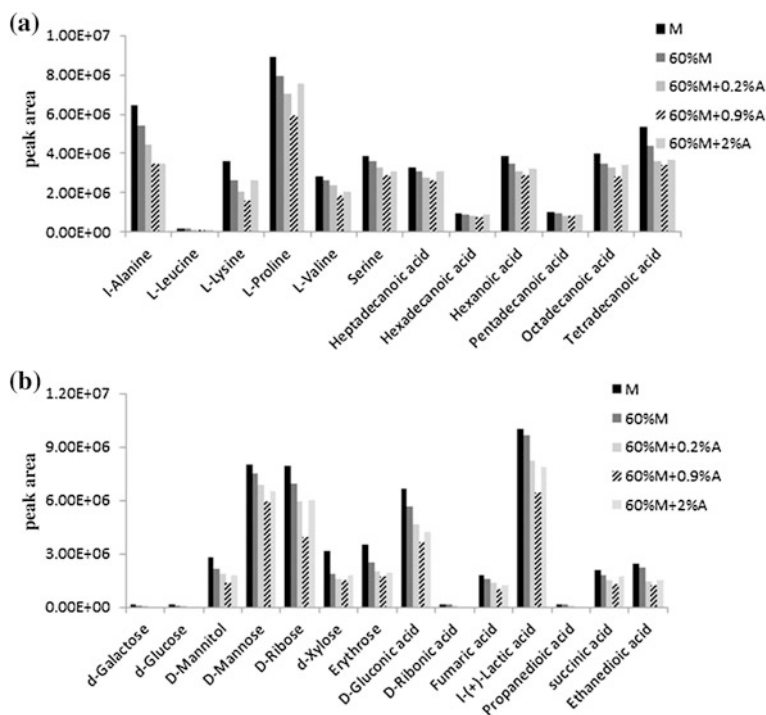 (a)
peak area
1.00E+07
8.00E+06
6.00E+06
4.00E+06
2.00E+06
0.00E+00
M
60%M
60%M+0.2%A
60%M+0.9%A
60%M+2%A
l-Alanine
L-Leucine
L-Lysine
L-Proline
L-Valine
Serine
Heptadecanoic acid
Hexadecanoic acid
Hexanoic acid
Pentadecanoic acid
Octadecanoic acid
Tetradecanoic acid
(b)
peak area
1.20E+07
9.00E+06
6.00E+06
3.00E+06
0.00E+00
M
60%M
60%M+0.2%A
60%M+0.9%A
60%M+2%A
d-Galactose
d-Glucose
D-Mannitol
D-Mannose
D-Ribose
d-Xylose
Erythrose
D-Gluconic acid
D-Ribonic acid
Fumaric acid
l-(+)-Lactic acid
Propanedioic acid
succinic acid
Ethanedioic acid